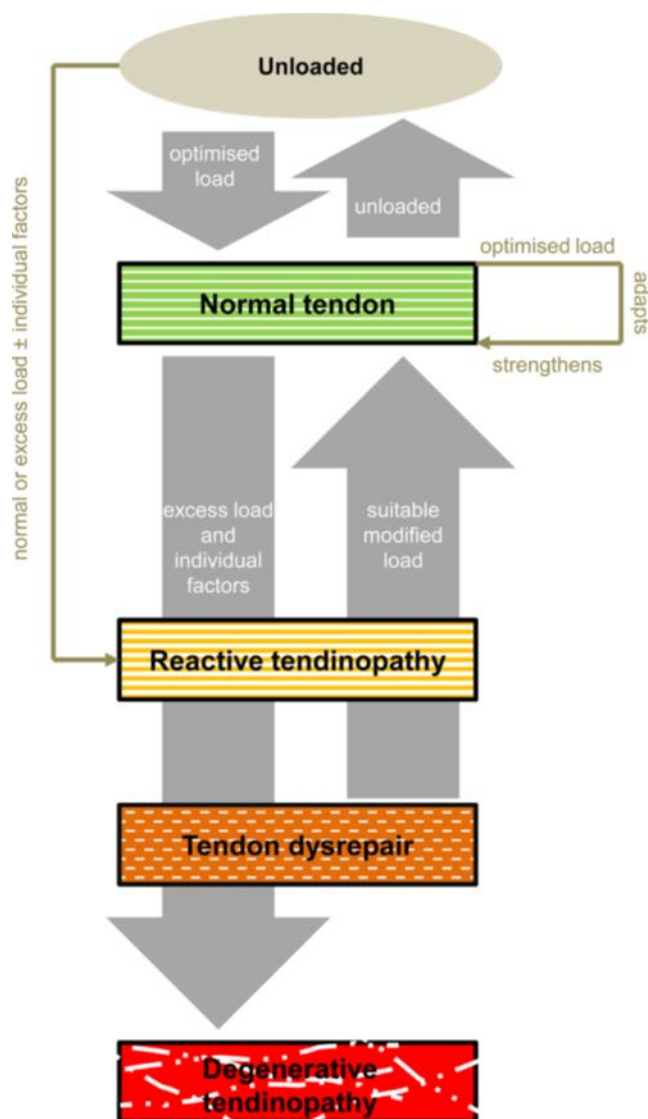 Unloaded
optimised
load
unloaded
normal or excess load ± individual factors
optimised load
Normal tendon
adapts
strengthens
excess load
and
individual
factors
suitable
modified
load
Reactive tendinopathy
Tendon dysrepair
Degenerative
tendinopathy